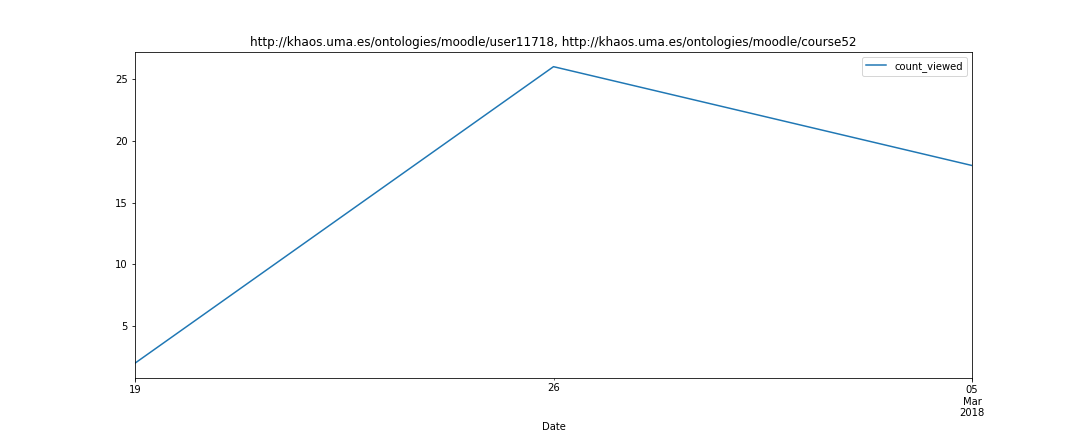 http://khaos.uma.es/ontologies/moodle/user11718, http://khaos.uma.es/ontologies/moodle/course52
count_viewed
25
20
15
10
5
19
26
05
Mar
2018
Date